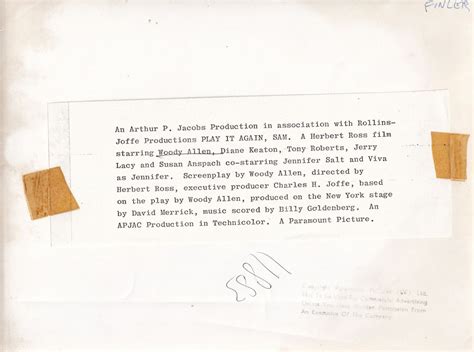 FINLER
An Arthur P. Jacobs Production in association with Rollins-
Joffe Productions PLAY IT AGAIN, SAM. A Herbert Ross film
starring Woody Allen, Diane Keaton, Tony Roberts, Jerry
Lacy and Susan Anspach co-starring Jennifer Salt and Viva
as Jennifer. Screenplay by Woody Allen, directed by
Herbert Ross, executive producer Charles H. Joffe, based
on the play by Woody Allen, produced on the New York stage
by David Merrick, music scored by Billy Goldenberg. An
APJAC Production in Technicolor. A Paramount Picture.
An Of The Company